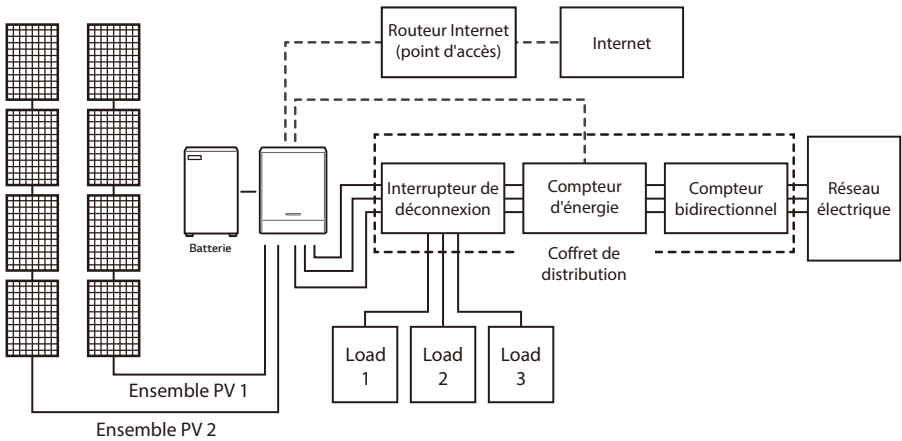 Routeur Internet
(point d'accès)
Internet
Interrupteur de
déconnexion
Compteur
d'énergie
Compteur
bidirectionnel
Réseau
électrique
Batterie
Coffret de
distribution
Load
1
Load
2
Load
3
Ensemble PV 1
Ensemble PV 2